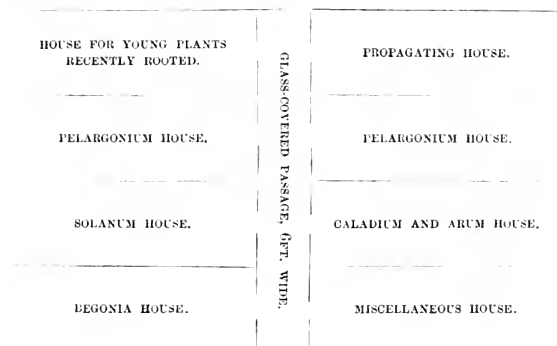 HOUSE FOR YOUNG PLANTS
RECENTLY ROOTED.
PELARGONIUM HOUSE.
SOLANUM HOUSE.
BEGONIA HOUSE.
GLASS-COVERED PASSAGE, 6FT. WIDE.
PROPAGATING HOUSE.
PELARGONIUM HOUSE.
CALADIUM AND ARUM HOUSE.
MISCELLANEOUS HOUSE.